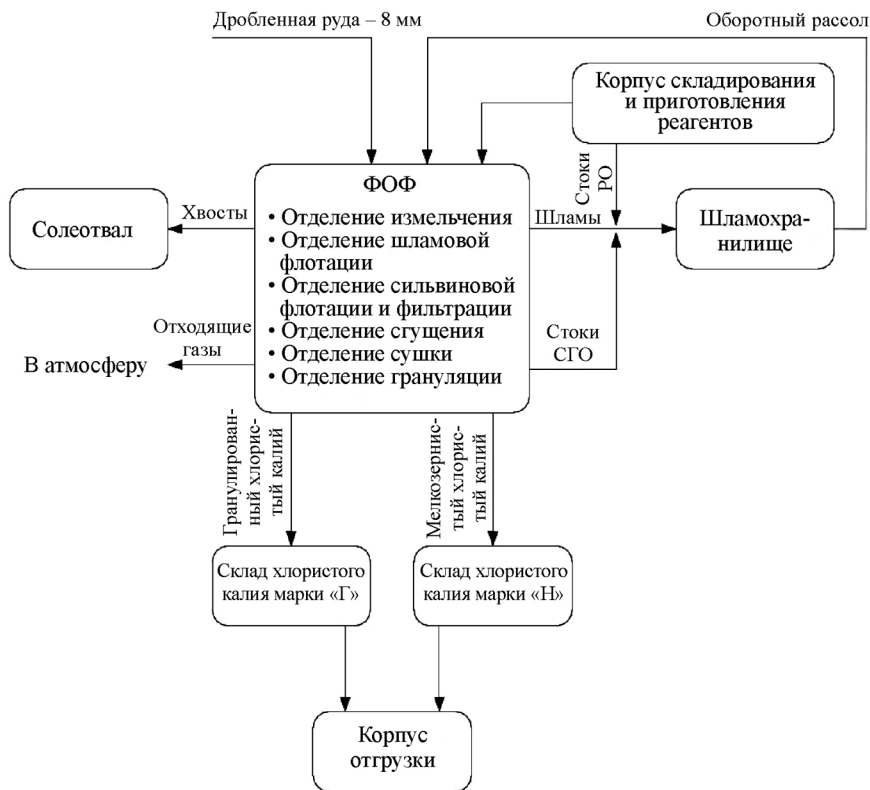 Дробленная руда – 8 мм
Оборотный рассол
Корпус складирования
и приготовления
реагентов
Стоки
РО
ФОФ
• Отделение измельчения
• Отделение шламовой
флотации
• Отделение сильвиновой
флотации и фильтрации
• Отделение сгущения
• Отделение сушки
• Отделение грануляции
Хвосты
Солеотвал
Шламы
Шламохра-
нилище
Отходящие
газы
В атмосферу
Стоки
СГО
Гранулирован-
ный хлорис-
тый калий
Мелкозернис-
тый хлорис-
тый калий
Склад хлористого
калия марки «Г»
Склад хлористого
калия марки «Н»
Корпус
отгрузки